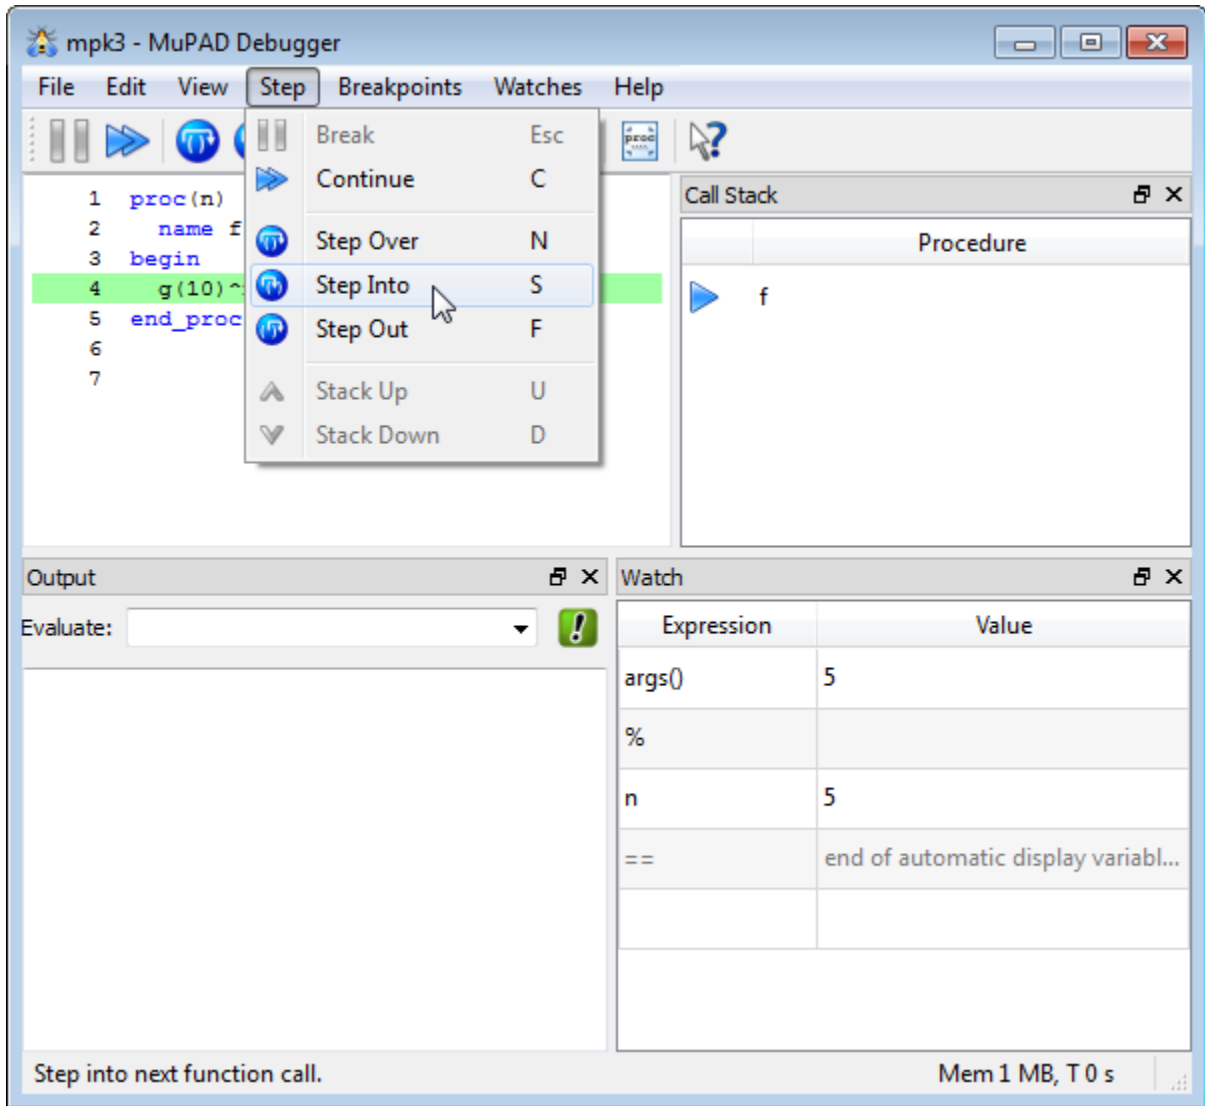 mpk3 - MuPAD Debugger
File Edit View Step Breakpoints Watches Help
Break Esc
Continue C
Step Over N
Step Into S
Step Out F
Stack Up U
Stack Down D
proc
1 proc(n)
2 name f
3 begin
4 g(10)^
5 end_proc
6
7
Call Stack
Procedure
f
Output
Evaluate:
Watch
Expression Value
args() 5
%
n 5
== end of automatic display variabl...
Step into next function call.
Mem 1 MB, T 0 s